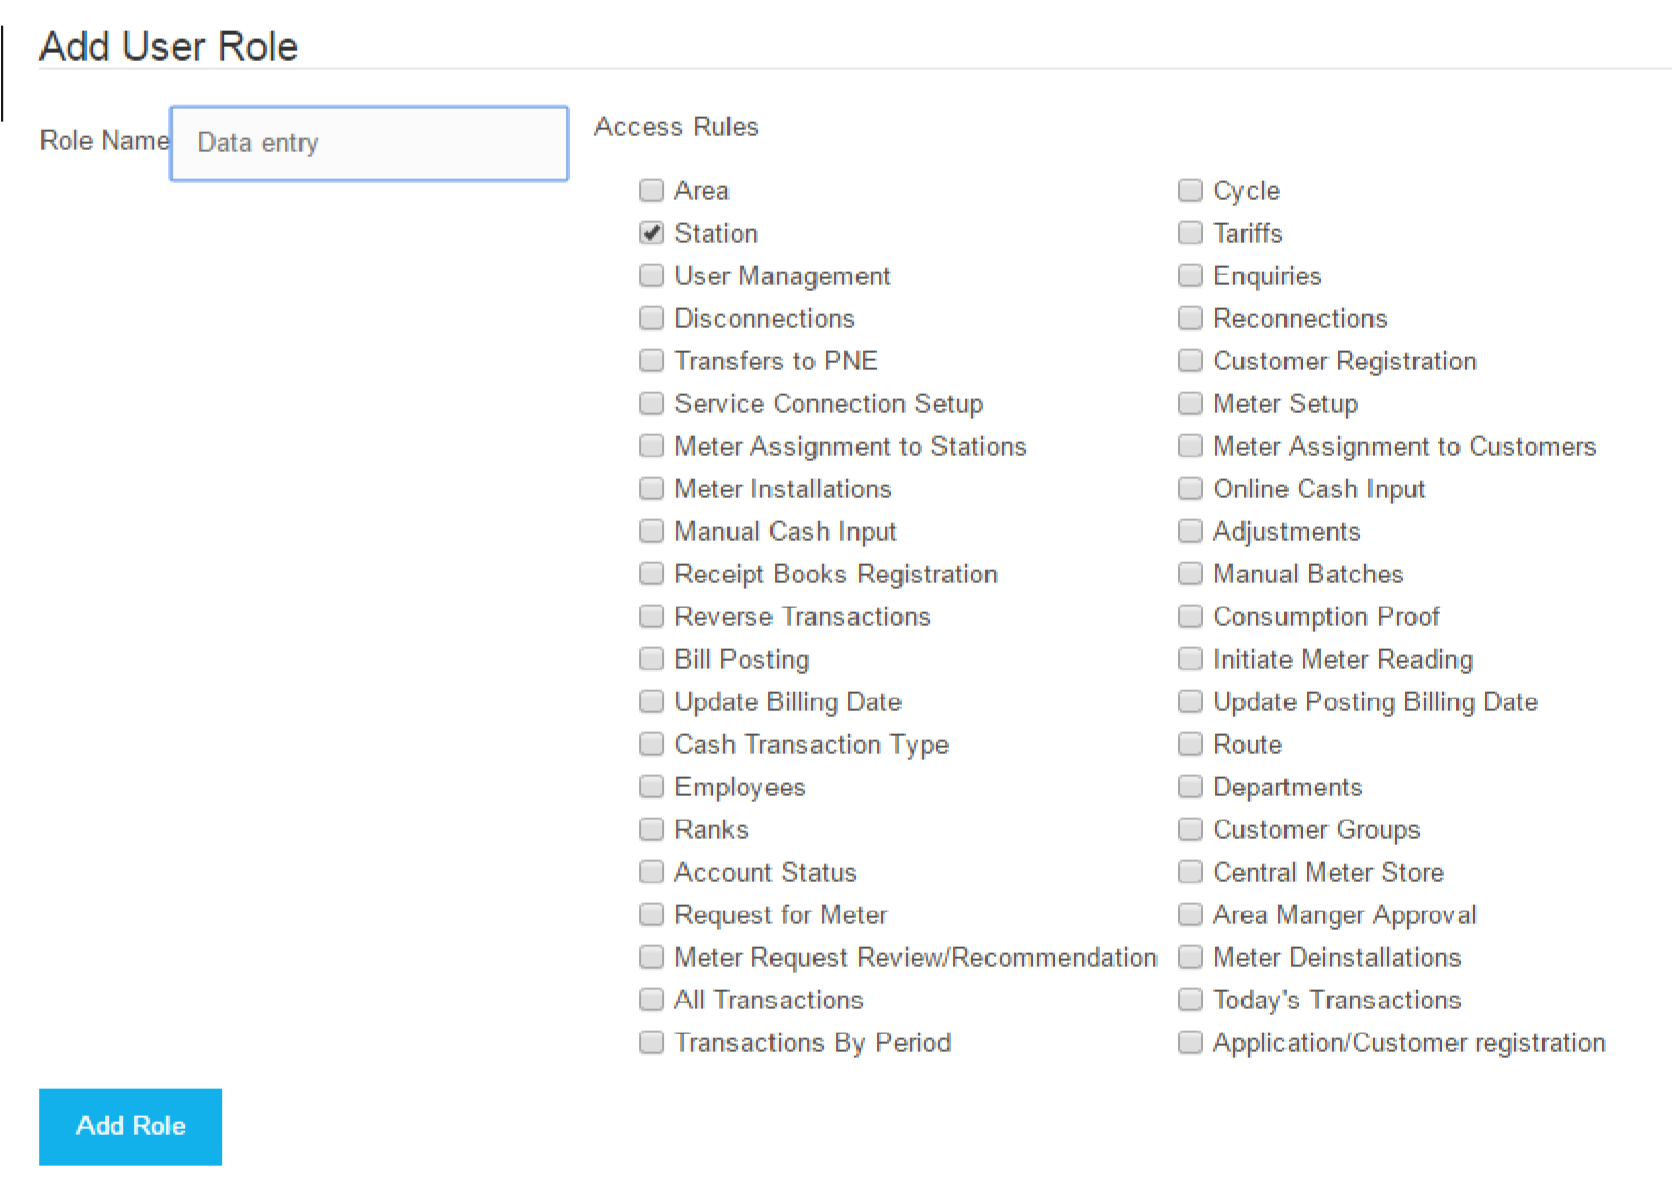 Add User Role
Role Name Data entry Access Rules
Area Cycle
Station Tariffs
User Management Enquiries
Disconnections Reconnections
Transfers to PNE Customer Registration
Service Connection Setup Meter Setup
Meter Assignment to Stations Meter Assignment to Customers
Meter Installations Online Cash Input
Manual Cash Input Adjustments
Receipt Books Registration Manual Batches
Reverse Transactions Consumption Proof
Bill Posting Initiate Meter Reading
Update Billing Date Update Posting Billing Date
Cash Transaction Type Route
Employees Departments
Ranks Customer Groups
Account Status Central Meter Store
Request for Meter Area Manger Approval
Meter Request Review/Recommendation Meter Deinstallations
All Transactions Today's Transactions
Transactions By Period Application/Customer registration
Add Role